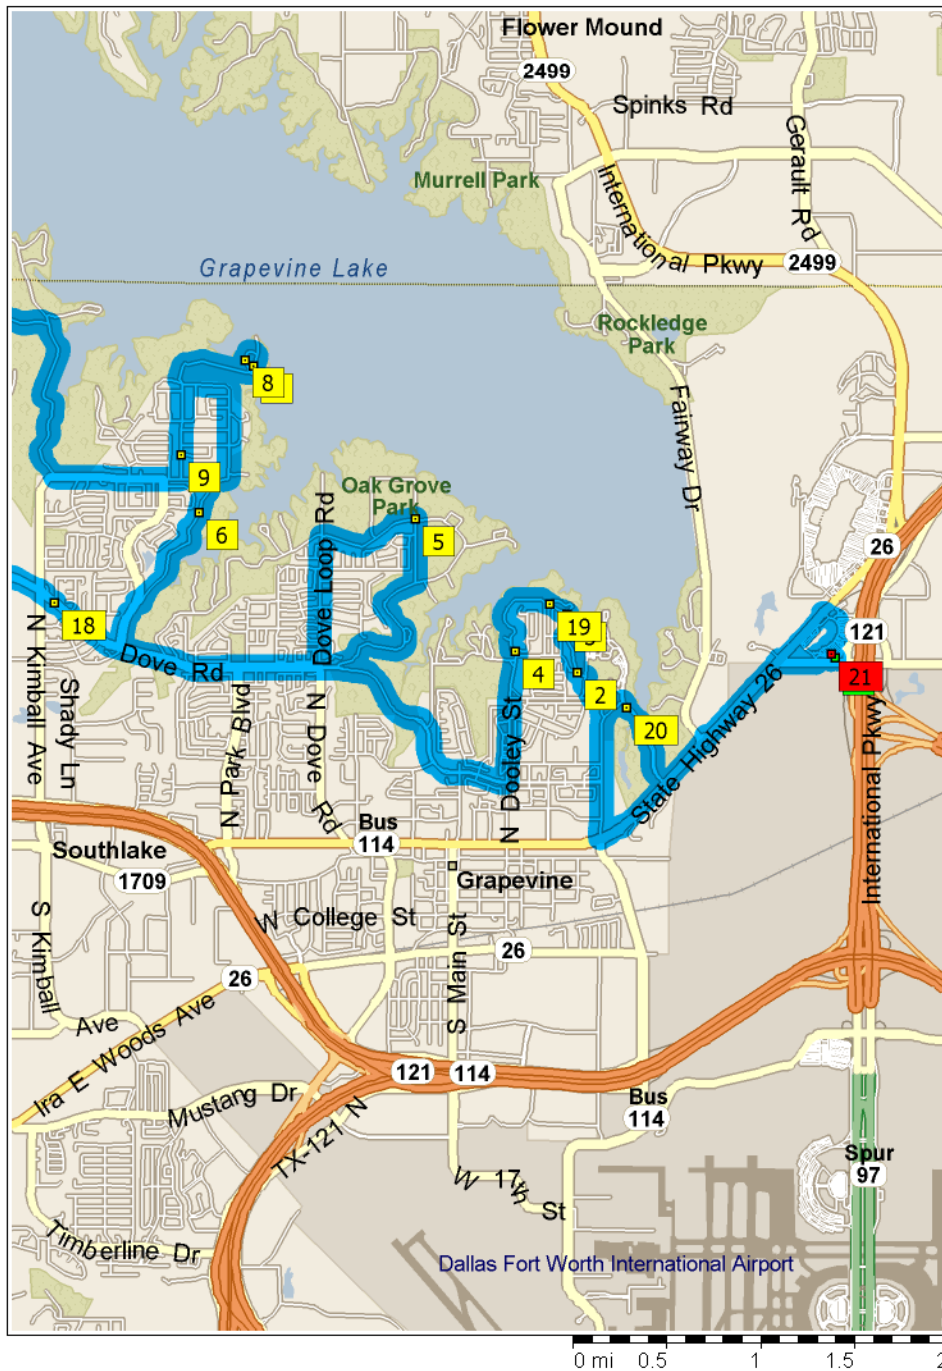 Flower Mound
2499
Spinks Rd
Gerault Rd
Murrell Park
International Pkwy
2499
Grapevine Lake
Rockledge
Park
Fairway Dr
8
9
6
Oak Grove
Park
5
Dove Loop Rd
26
18
19
4
2
20
121
21
Dove Rd
N Kimball Ave
Shady Ln
N Park Blvd
N Dove Rd
N Dooley St
State Highway 26
International Pkwy
Bus
114
Southlake
1709
Grapevine
W College St
S Kimball Ave
26
26
S Main St
Ira E Woods Ave
121
114
Mustang Dr
TX-121 N
Bus
114
W 17th St
Spur
97
Timberline Dr
Dallas Fort Worth International Airport
0 mi 0.5 1 1.5